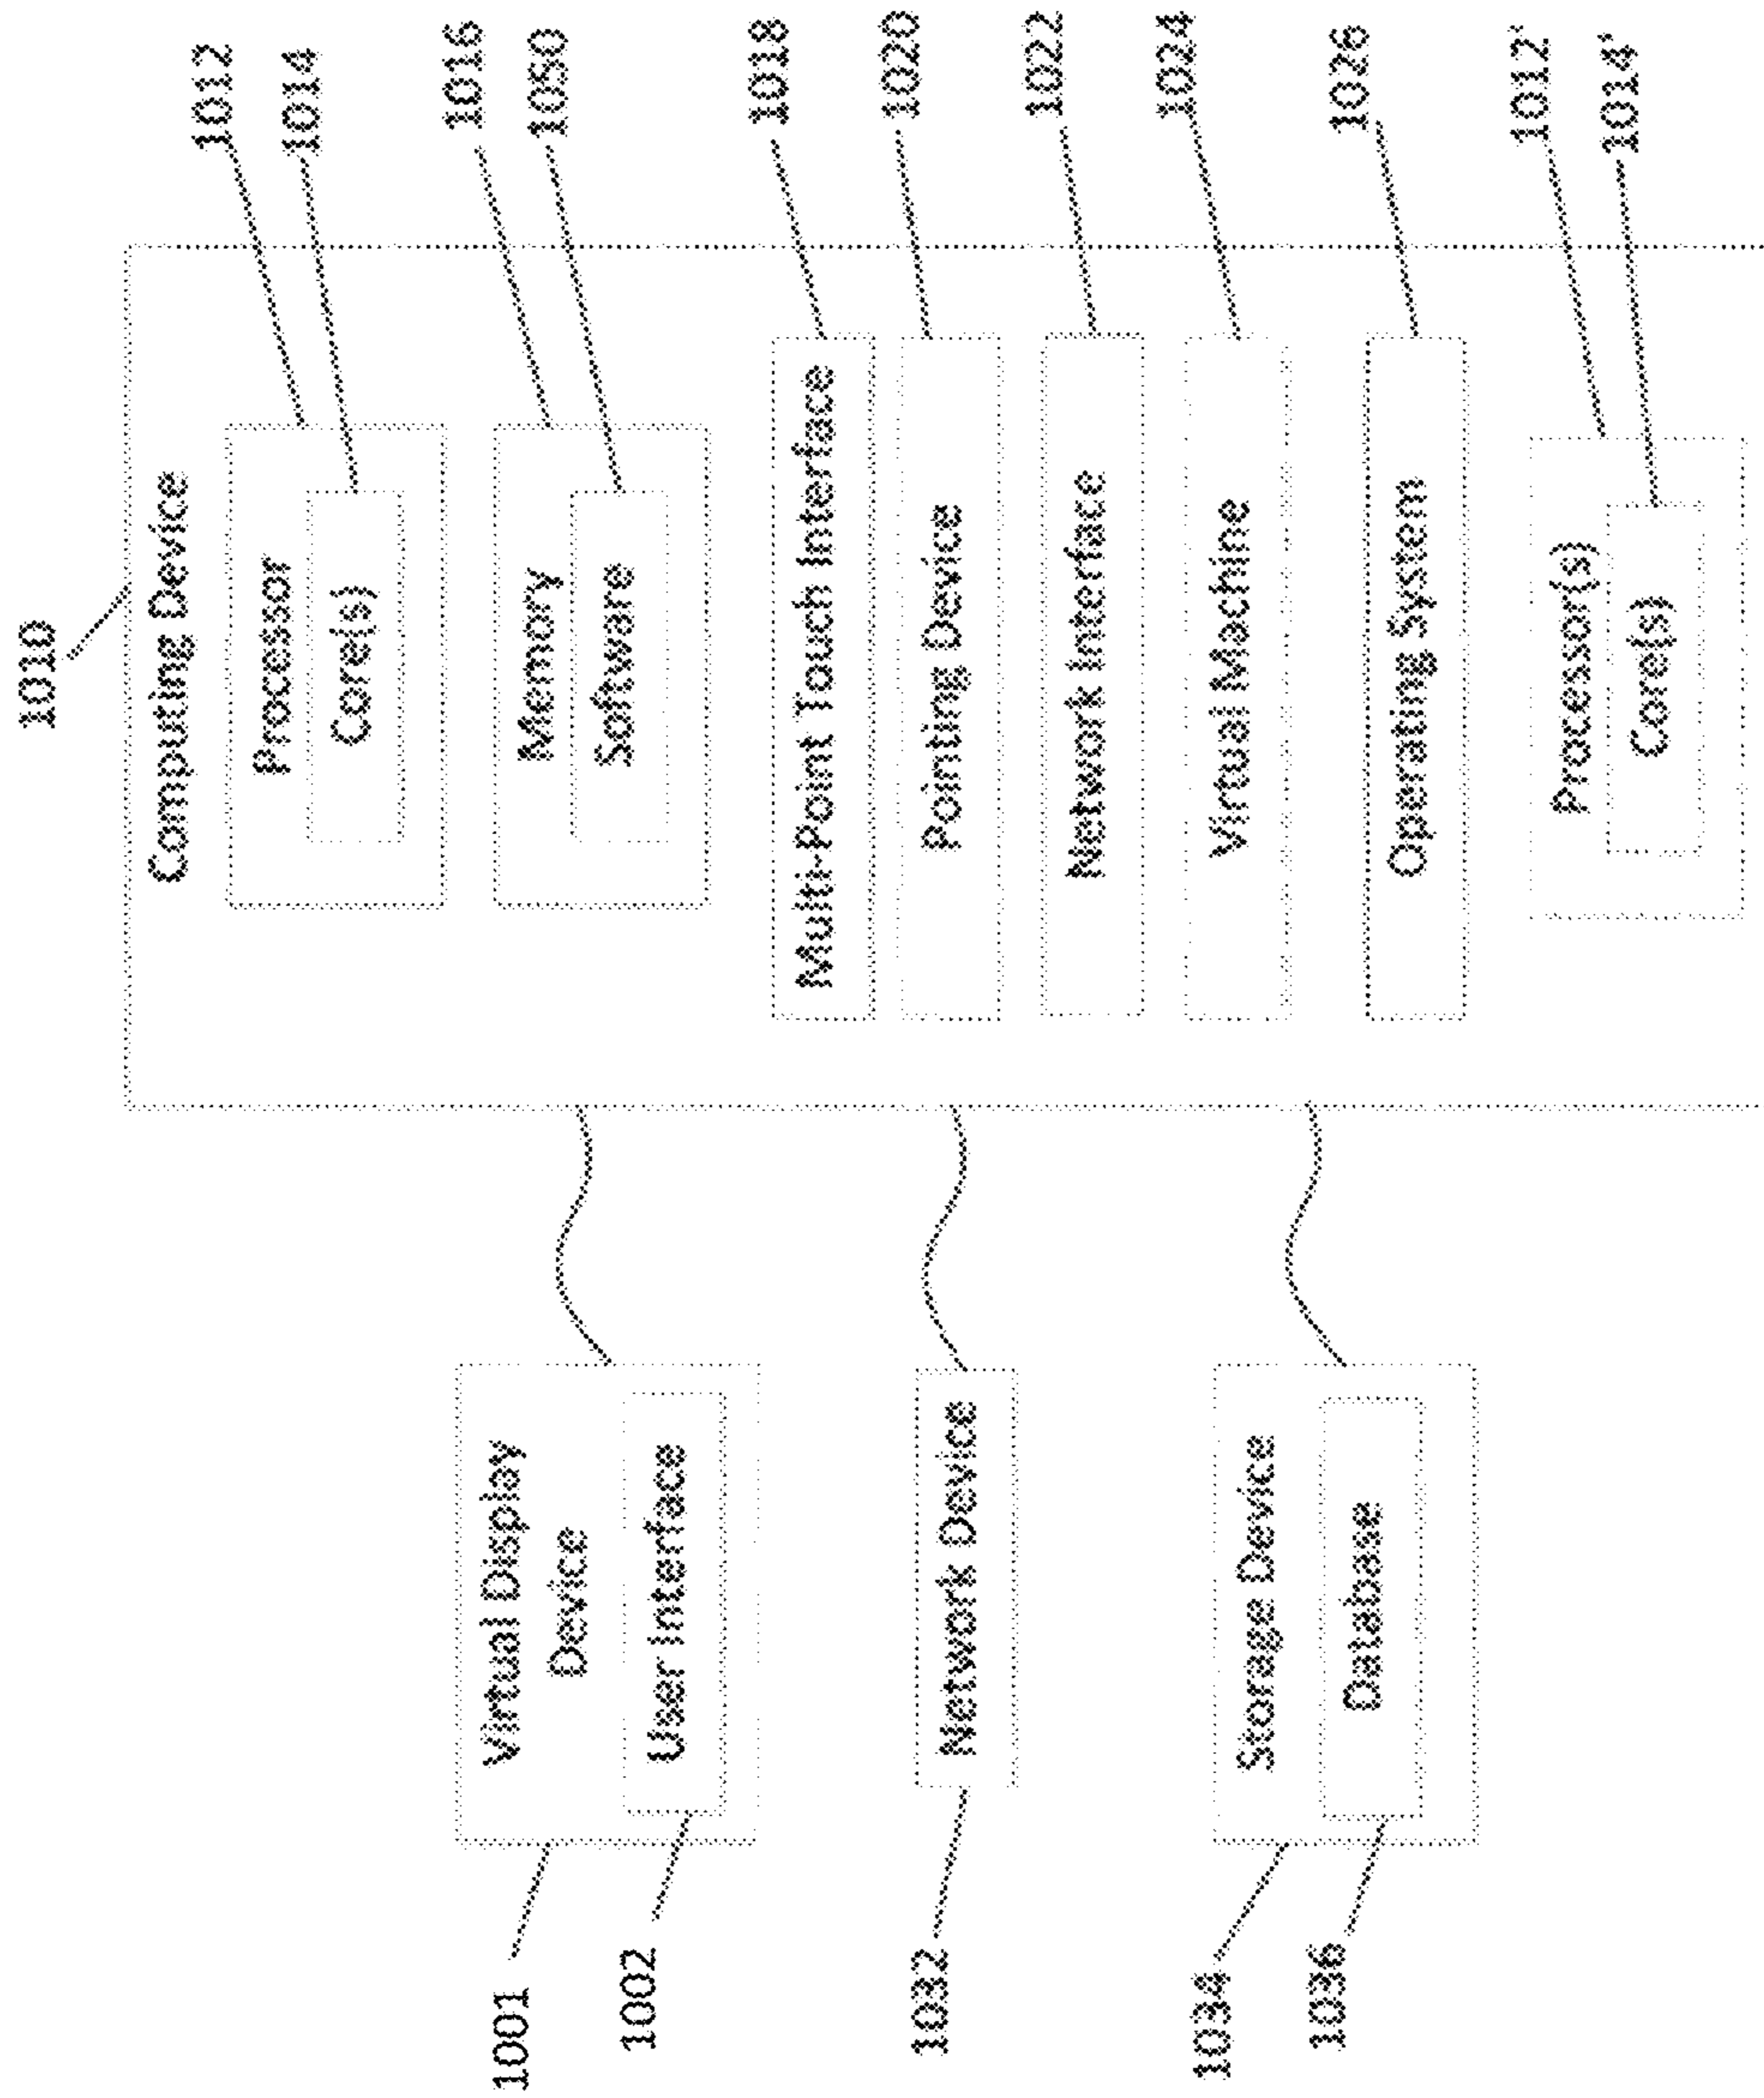 1010
Computing Device
Processor
1012
Core(s)
1014
Memory
1016
Software
1050
Multi-Point Touch Interface
1018
Pointing Device
1020
Network Interface
1022
Virtual Machine
1024
Operating System
1026
Processor(s)
1012'
Core(s)
1014'
Virtual Display
Device
1001
User Interface
1002
Network Device
1032
Storage Device
1034
Database
1036